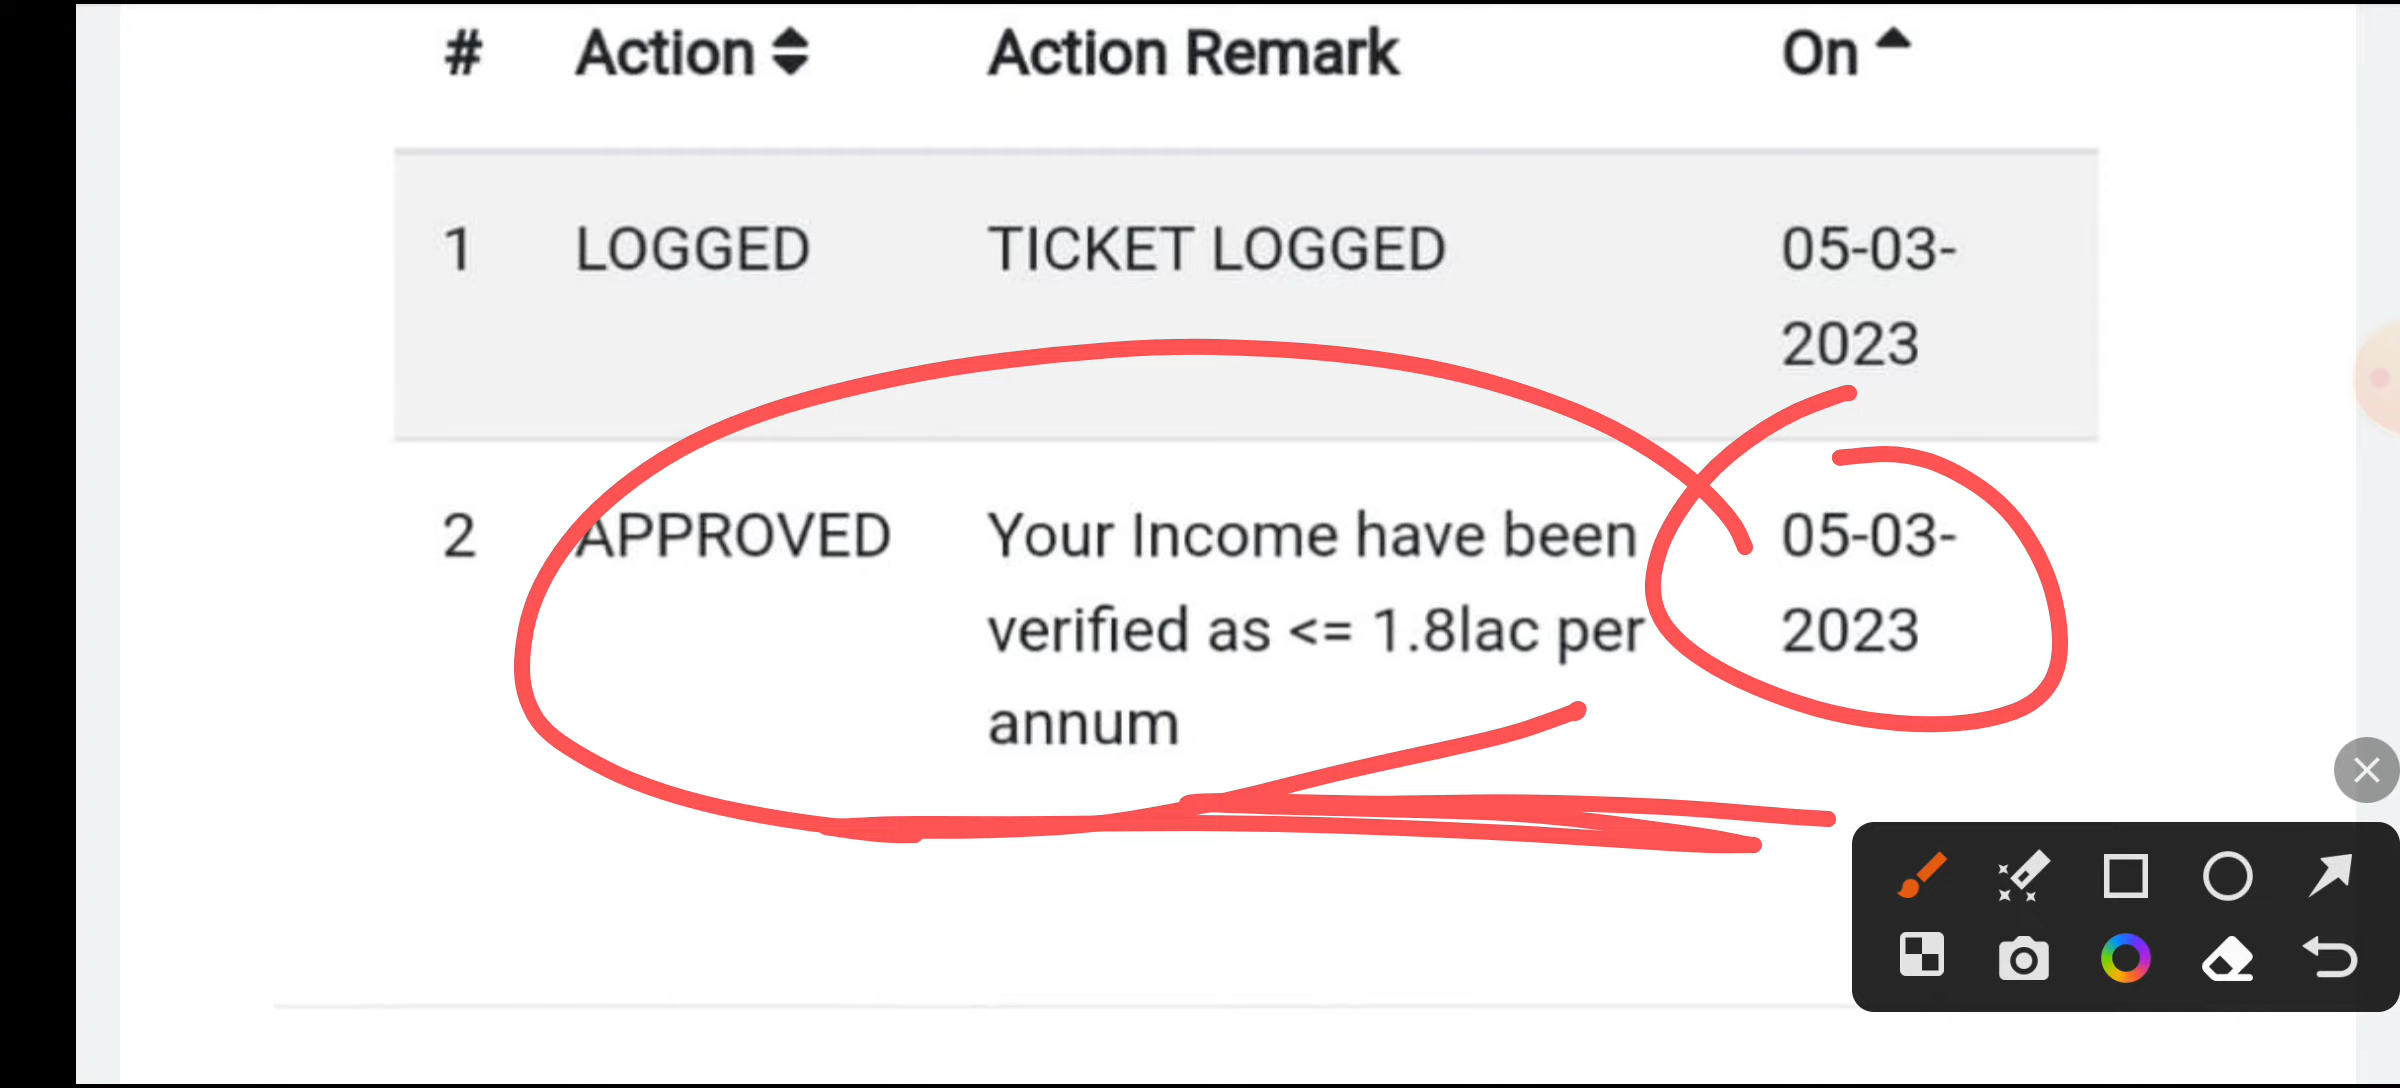 # Action Action Remark On
1 LOGGED TICKET LOGGED 05-03-
2023
2 APPROVED Your Income have been 05-03-
verified as <= 1.8lac per 2023
annum